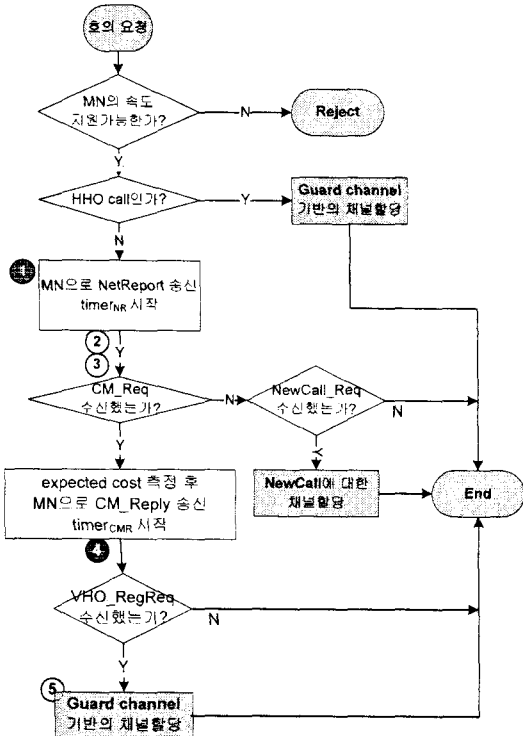 호의 요청
MN의 속도
지원가능한가?
N
Reject
Y
HHO call인가?
Y
Guard channel
기반의 채널할당
N
1
MN으로 NetReport 송신
timerNR 시작
2
Y
3
CM_Req
수신했는가?
N
NewCall_Req
수신했는가?
N
Y
Y
expected cost 측정 후
MN으로 CM_Reply 송신
timerCMR 시작
NewCall에 대한
채널할당
End
4
VHO_RegReq
수신했는가?
N
Y
5
Guard channel
기반의 채널할당